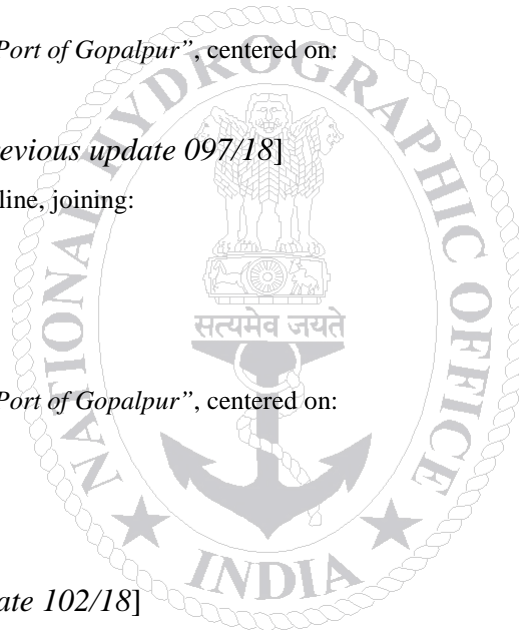 Port of Gopalpur”, centered on:
revious update 097/18]
line, joining:
सत्यमेव जयते
Port of Gopalpur”, centered on:
ate 102/18]
NATIONAL HYDROGRAPHIC OFFICE
INDIA